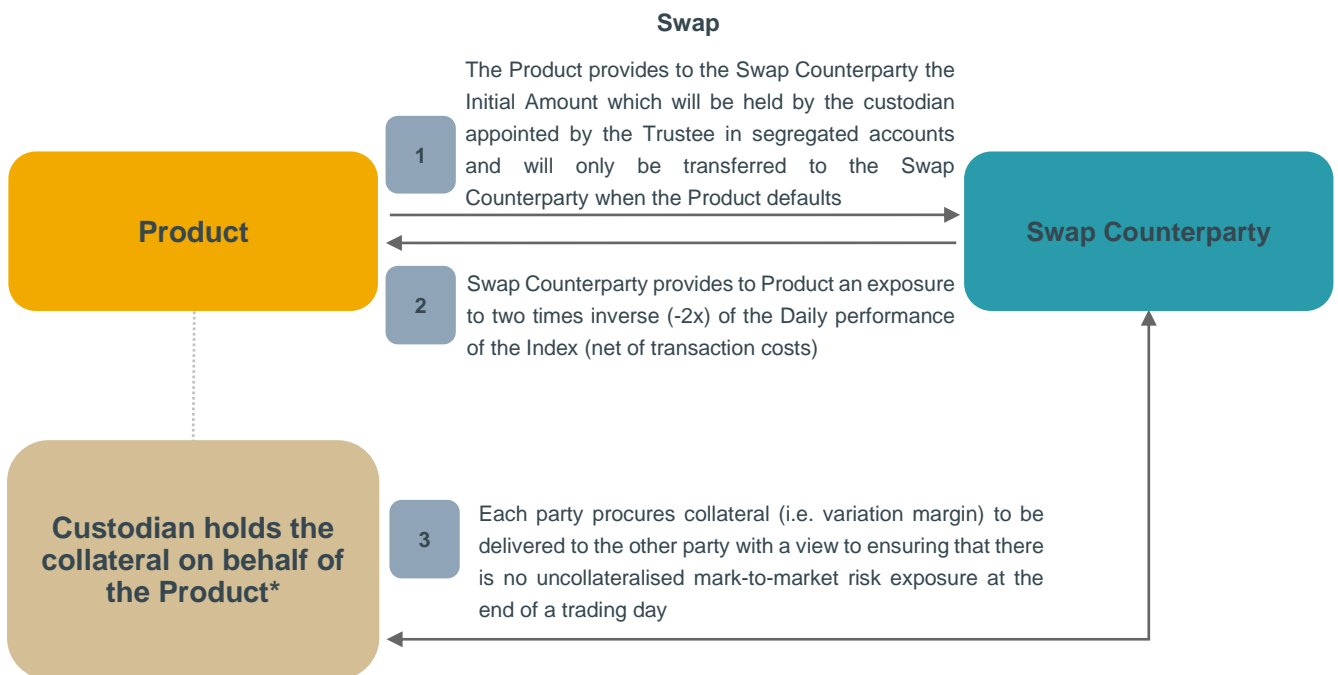 Swap
The Product provides to the Swap Counterparty the
Initial Amount which will be held by the custodian
appointed by the Trustee in segregated accounts
and will only be transferred to the Swap
Counterparty when the Product defaults
1
Product
Swap Counterparty
2
Swap Counterparty provides to Product an exposure
to two times inverse (-2x) of the Daily performance
of the Index (net of transaction costs)
Custodian holds the
collateral on behalf of
the Product*
3
Each party procures collateral (i.e. variation margin) to be
delivered to the other party with a view to ensuring that there
is no uncollateralised mark-to-market risk exposure at the
end of a trading day